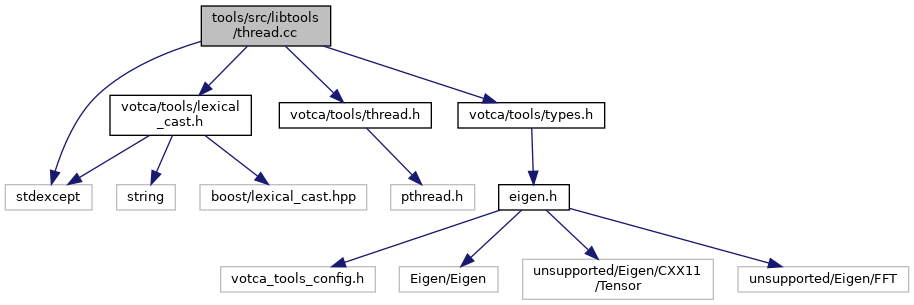 tools/src/libtools
/thread.cc
votca/tools/lexical
_cast.h
votca/tools/thread.h
votca/tools/types.h
stdexcept
string
boost/lexical_cast.hpp
pthread.h
eigen.h
votca_tools_config.h
Eigen/Eigen
unsupported/Eigen/CXX11
/Tensor
unsupported/Eigen/FFT